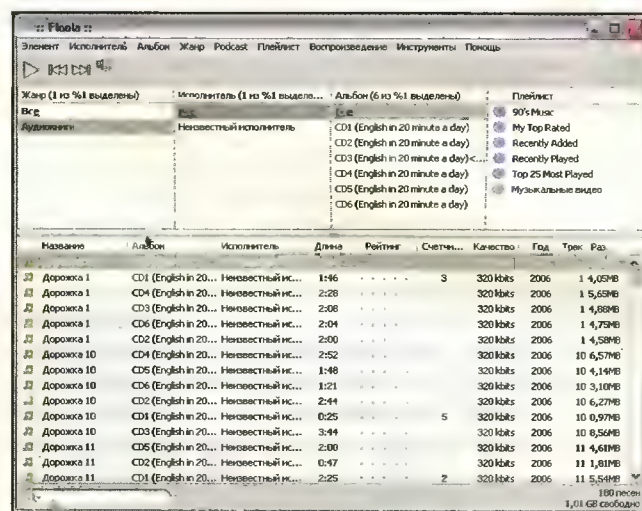 :: Floola ::
Элемент Исполнитель Альбом Жанр Podcast Плейлист Воспроизведение Инструменты Помощь
Жанр (1 из %1 выделены)
Исполнитель (1 из %1 выделе...
Альбом (6 из %1 выделены)
Плейлист
Все
Аудиокниги
Неизвестный исполнитель
CD1 (English in 20 minute a day)
CD2 (English in 20 minute a day)
CD3 (English in 20 minute a day)<...
CD4 (English in 20 minute a day)
CD5 (English in 20 minute a day)
CD6 (English in 20 minute a day)
90's Music
My Top Rated
Recently Added
Recently Played
Top 25 Most Played
Музыкальные видео
Название Альбом Исполнитель Длина Рейтинг Счетчи... Качество Год Трек Раз
Дорожка 1 CD1 (English in 20... Неизвестный ис... 1:46 3 320 kbits 2006 1 4,05MB
Дорожка 1 CD4 (English in 20... Неизвестный ис... 2:28 320 kbits 2006 1 5,65MB
Дорожка 1 CD3 (English in 20... Неизвестный ис... 2:08 320 kbits 2006 1 4,88MB
Дорожка 1 CD6 (English in 20... Неизвестный ис... 2:04 320 kbits 2006 1 4,75MB
Дорожка 1 CD2 (English in 20... Неизвестный ис... 2:00 320 kbits 2006 1 4,58MB
Дорожка 10 CD4 (English in 20... Неизвестный ис... 2:52 320 kbits 2006 10 6,57MB
Дорожка 10 CD5 (English in 20... Неизвестный ис... 1:48 320 kbits 2006 10 4,14MB
Дорожка 10 CD6 (English in 20... Неизвестный ис... 1:21 320 kbits 2006 10 3,10MB
Дорожка 10 CD2 (English in 20... Неизвестный ис... 2:44 320 kbits 2006 10 6,27MB
Дорожка 10 CD1 (English in 20... Неизвестный ис... 0:25 5 320 kbits 2006 10 0,97MB
Дорожка 10 CD3 (English in 20... Неизвестный ис... 3:44 320 kbits 2006 10 8,56MB
Дорожка 11 CD5 (English in 20... Неизвестный ис... 2:00 320 kbits 2006 11 4,61MB
Дорожка 11 CD2 (English in 20... Неизвестный ис... 0:47 320 kbits 2006 11 1,81MB
Дорожка 11 CD1 (English in 20... Неизвестный ис... 2:25 2 320 kbits 2006 11 5,54MB
180 песен
1,01 GB свободно